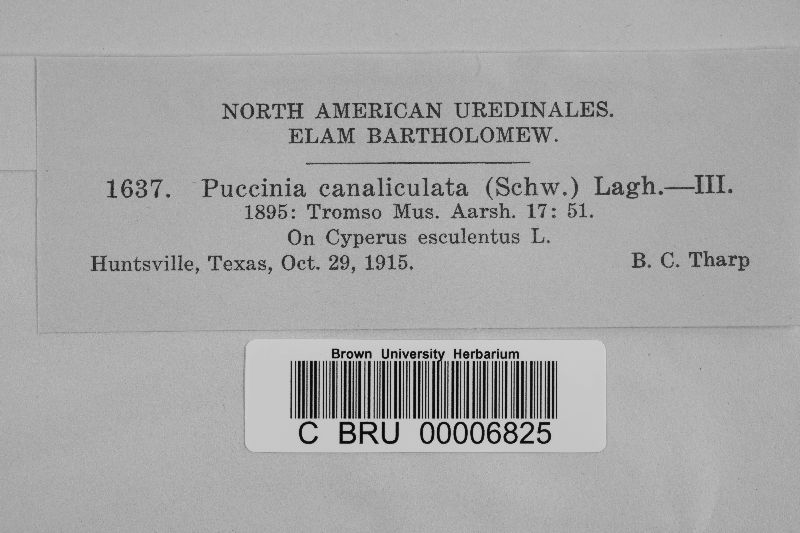 NORTH AMERICAN UREDINALES.
ELAM BARTHOLOMEW.
1637. Puccinia canaliculata (Schw.) Lagh.—III.
1895: Tromso Mus. Aarsh. 17: 51.
On Cyperus esculentus L.
Huntsville, Texas, Oct. 29, 1915. B. C. Tharp
Brown University Herbarium
C BRU 00006825